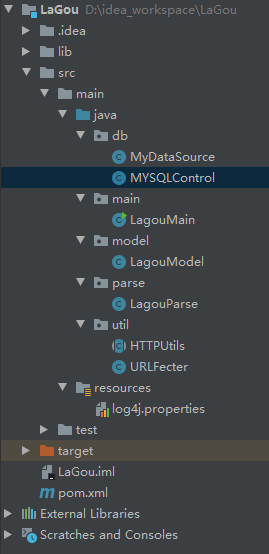 LaGou D:\idea_workspace\LaGou
.idea
lib
src
main
java
db
MyDataSource
MYSQLControl
main
LagouMain
model
LagouModel
parse
LagouParse
util
HTTPUtils
URLFecter
resources
log4j.properties
test
target
LaGou.iml
pom.xml
External Libraries
Scratches and Consoles